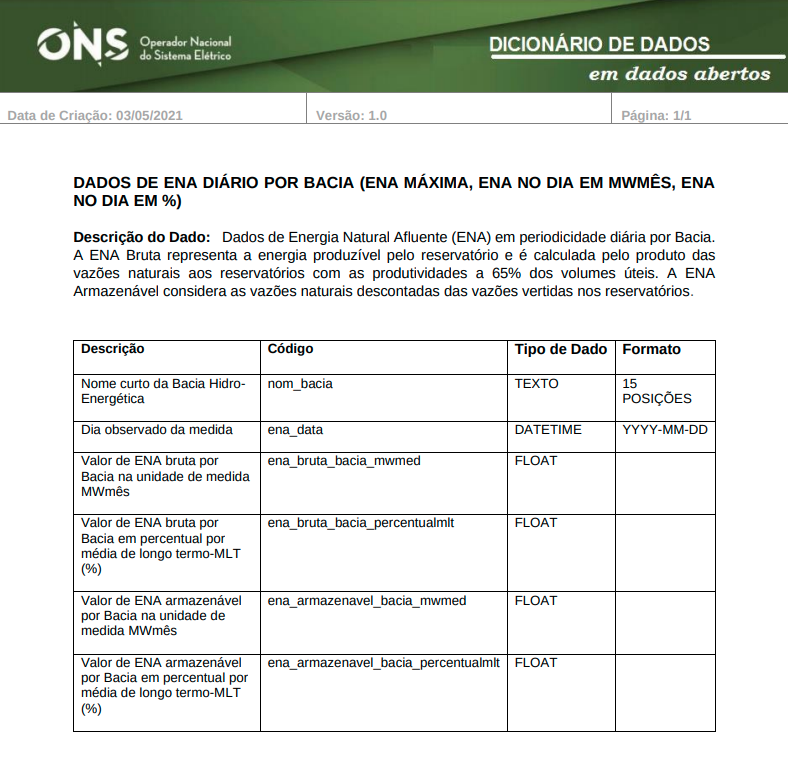 ONS Operador Nacional
do Sistema Elétrico
DICIONÁRIO DE DADOS
em dados abertos
Data de Criação: 03/05/2021 Versão: 1.0 Página: 1/1
DADOS DE ENA DIÁRIO POR BACIA (ENA MÁXIMA, ENA NO DIA EM MWMÊS, ENA
NO DIA EM %)
Descrição do Dado: Dados de Energia Natural Afluente (ENA) em periodicidade diária por Bacia.
A ENA Bruta representa a energia produzível pelo reservatório e é calculada pelo produto das
vazões naturais aos reservatórios com as produtividades a 65% dos volumes úteis. A ENA
Armazenável considera as vazões naturais descontadas das vazões vertidas nos reservatórios.
Descrição Código Tipo de Dado Formato
Nome curto da Bacia Hidro- nom_bacia TEXTO 15
Energética POSIÇÕES
Dia observado da medida ena_data DATETIME YYYY-MM-DD
Valor de ENA bruta por ena_bruta_bacia_mwmed FLOAT
Bacia na unidade de medida
MWmês
Valor de ENA bruta por ena_bruta_bacia_percentualmlt FLOAT
Bacia em percentual por
média de longo termo-MLT
(%)
Valor de ENA armazenável ena_armazenavel_bacia_mwmed FLOAT
por Bacia na unidade de
medida MWmês
Valor de ENA armazenável ena_armazenavel_bacia_percentualmlt FLOAT
por Bacia em percentual por
média de longo termo-MLT
(%)